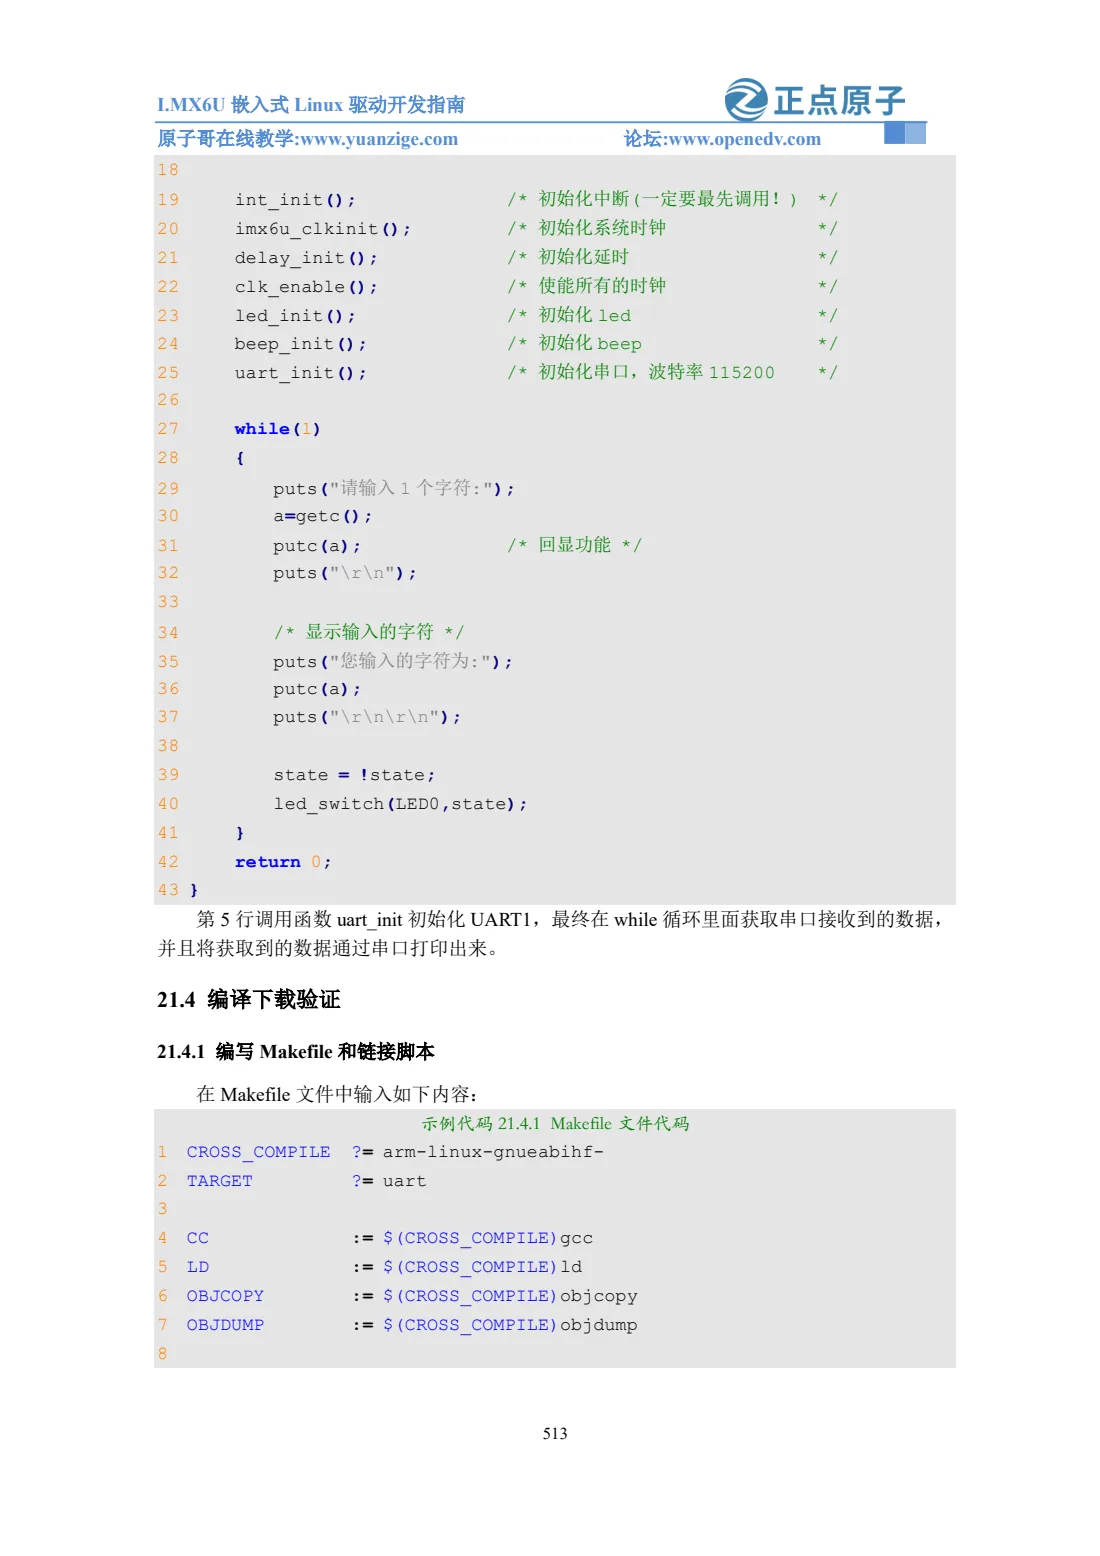 I.MX6U 嵌入式 Linux 驱动开发指南
正点原子
原子哥在线教学:www.yuanzige.com 论坛:www.openedv.com
18
19 int_init(); /* 初始化中断(一定要最先调用！) */
20 imx6u_clkinit(); /* 初始化系统时钟 */
21 delay_init(); /* 初始化延时 */
22 clk_enable(); /* 使能所有的时钟 */
23 led_init(); /* 初始化 led */
24 beep_init(); /* 初始化 beep */
25 uart_init(); /* 初始化串口，波特率 115200 */
26
27 while(1)
28 {
29 puts("请输入 1 个字符:");
30 a=getc();
31 putc(a); /* 回显功能 */
32 puts("\r\n");
33
34 /* 显示输入的字符 */
35 puts("您输入的字符为:");
36 putc(a);
37 puts("\r\n\r\n");
38
39 state = !state;
40 led_switch(LED0,state);
41 }
42 return 0;
43 }
第 5 行调用函数 uart_init 初始化 UART1，最终在 while 循环里面获取串口接收到的数据，
并且将获取到的数据通过串口打印出来。
21.4 编译下载验证
21.4.1 编写 Makefile 和链接脚本
在 Makefile 文件中输入如下内容：
示例代码 21.4.1 Makefile 文件代码
1 CROSS_COMPILE ?= arm-linux-gnueabihf-
2 TARGET ?= uart
3
4 CC := $(CROSS_COMPILE)gcc
5 LD := $(CROSS_COMPILE)ld
6 OBJCOPY := $(CROSS_COMPILE)objcopy
7 OBJDUMP := $(CROSS_COMPILE)objdump
8
513